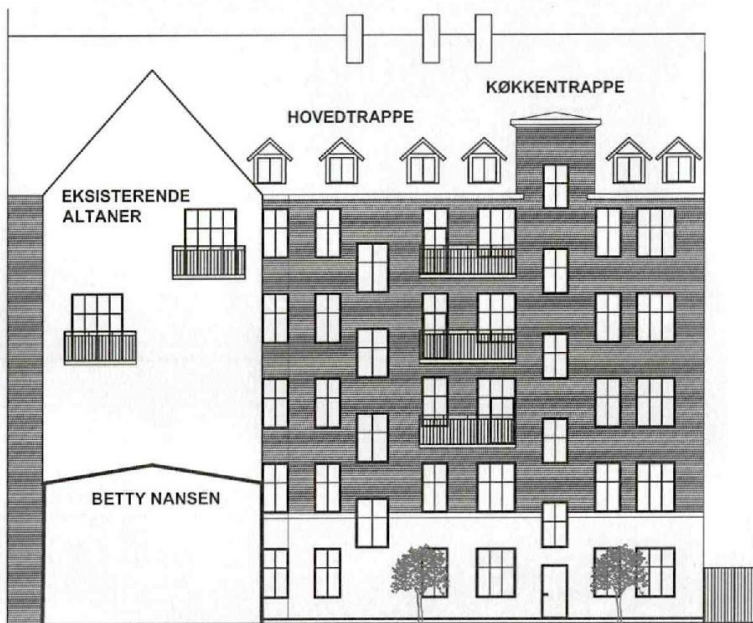 KØKKENTRAPPE
HOVEDTRAPPE
EKSISTERENDE
ALTANER
BETTY NANSEN